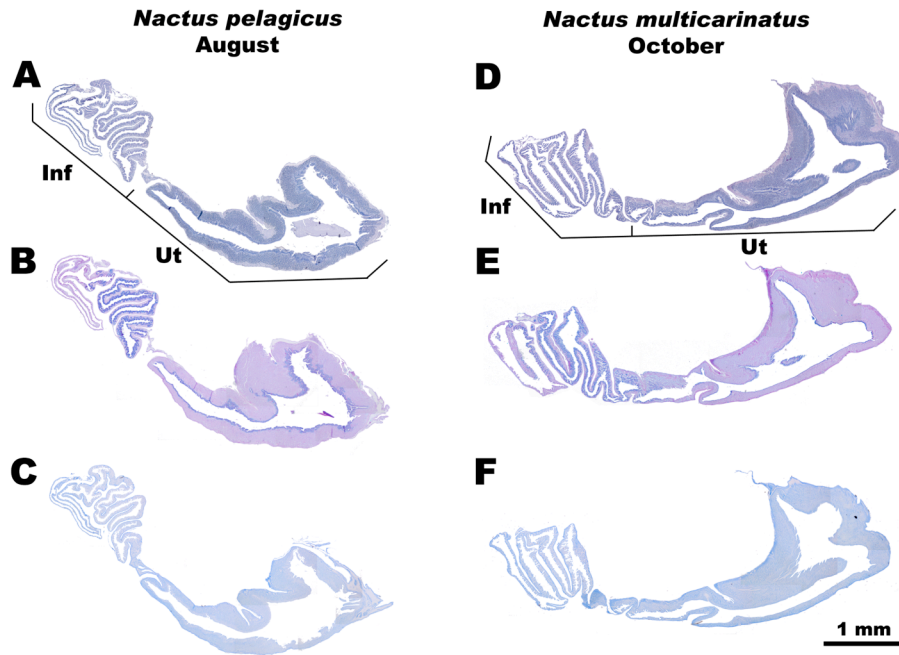 Nactus pelagicus
August
Nactus multicarinatus
October
A
D
Inf
Ut
Inf
Ut
B
E
C
F
1 mm